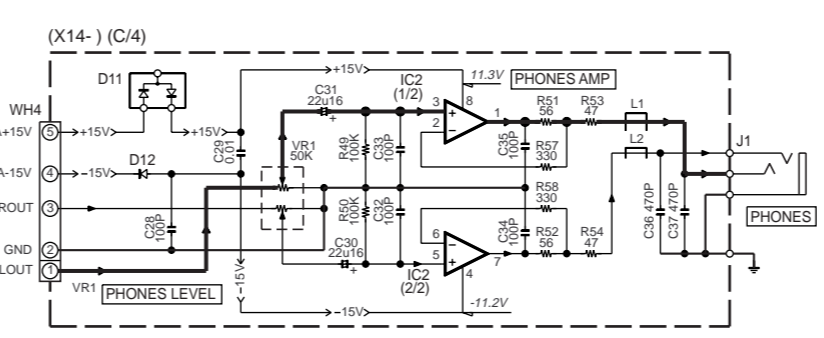 (X14- ) (C/4)
D11
+15V
C31
22u16
+
IC2
(1/2)
11.3V
PHONES AMP
WH4
3
2
8
1
+
−
R51
56
R53
47
L1
A+15V
5
+15V
+15V
C29
0.01
VR1
50K
R49
100K
C33
100P
C35
100P
R57
330
L2
J1
A-15V
4
−15V
D12
R58
330
ROUT
3
C28
100P
R50
100K
C32
100P
C34
100P
R52
56
R54
47
C36 470P
C37 470P
PHONES
GND
2
C30
22u16
+
6
5
−
+
7
LOUT
1
VR1
PHONES LEVEL
−15V
IC2
(2/2)
4
-11.2V
−15V